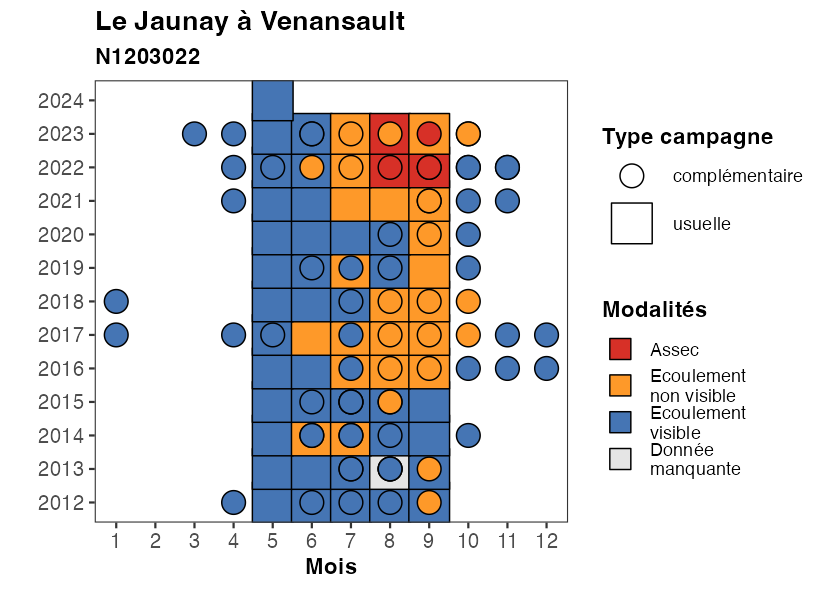 Le Jaunay à Venansault
N1203022
2024
2023
2022
2021
2020
2019
2018
2017
2016
2015
2014
2013
2012
1 2 3 4 5 6 7 8 9 10 11 12
Mois
Type campagne
complémentaire
usuelle
Modalités
Assec
Ecoulement
non visible
Ecoulement
visible
Donnée
manquante